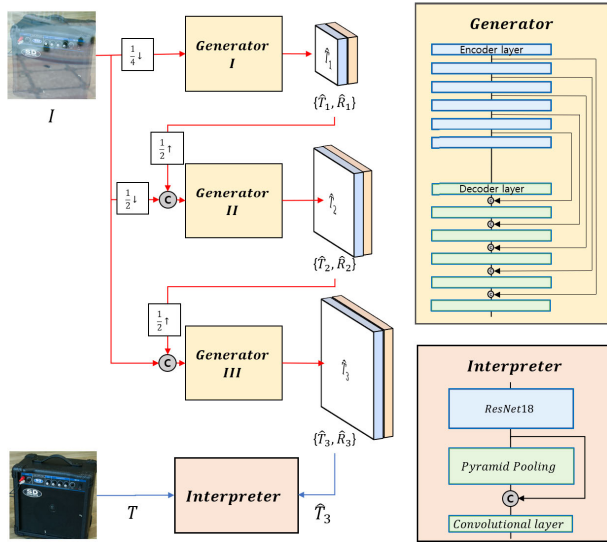 I
1/4↓
Generator
I
T̂₁
{T̂₁, R̂₁}
1/2↑
1/2↓
C
Generator
II
T̂₂
{T̂₂, R̂₂}
1/2↑
C
Generator
III
T̂₃
{T̂₃, R̂₃}
SD
T
Interpreter
T̂₃
Generator
Encoder layer
Decoder layer
C
C
C
C
C
Interpreter
ResNet18
Pyramid Pooling
C
Convolutional layer